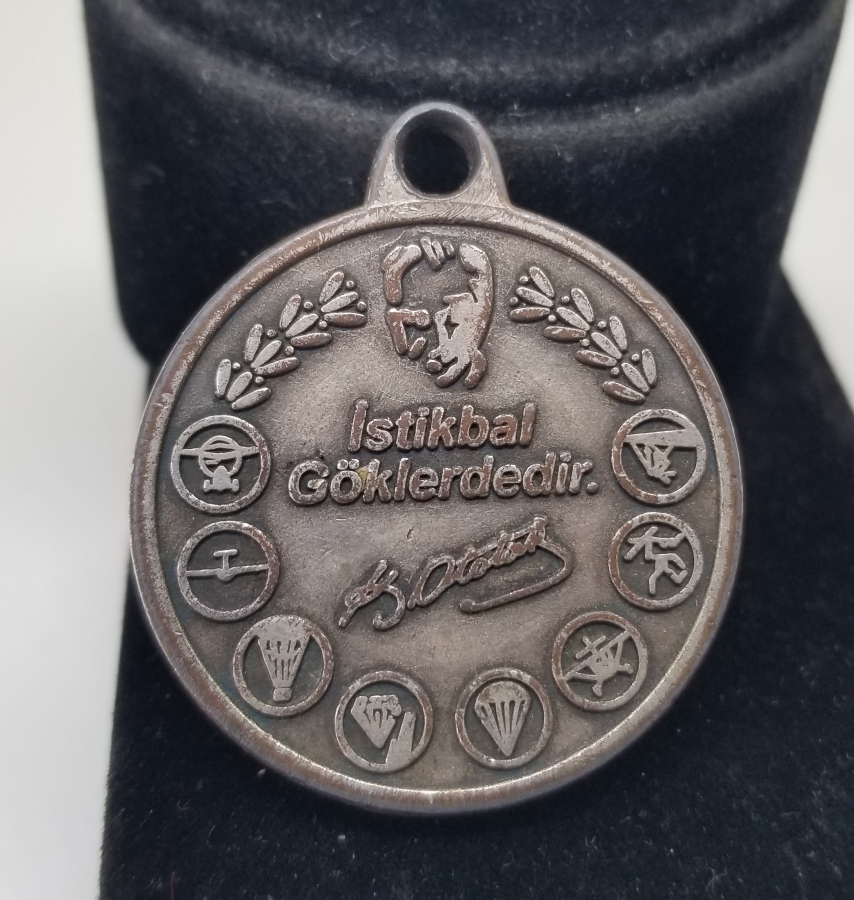 İstikbal
Göklerdedir.
K. Atatürk